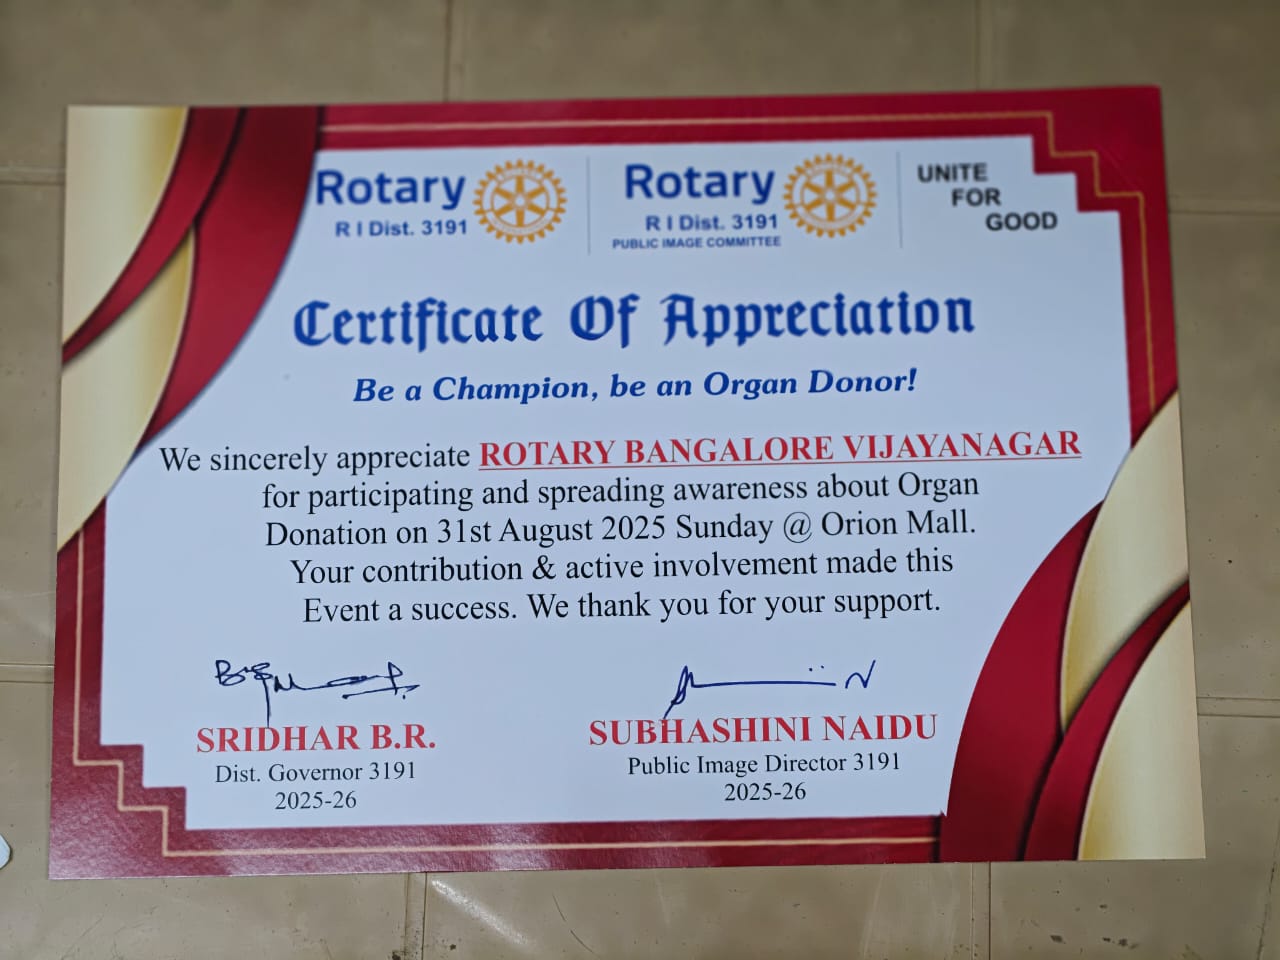 Rotary
R I Dist. 3191
Rotary
R I Dist. 3191
PUBLIC IMAGE COMMITTEE
UNITE
FOR
GOOD
Certificate Of Appreciation
Be a Champion, be an Organ Donor!
We sincerely appreciate ROTARY BANGALORE VIJAYANAGAR
for participating and spreading awareness about Organ
Donation on 31st August 2025 Sunday @ Orion Mall.
Your contribution & active involvement made this
Event a success. We thank you for your support.
SRIDHAR B.R.
Dist. Governor 3191
2025-26
SUBHASHINI NAIDU
Public Image Director 3191
2025-26